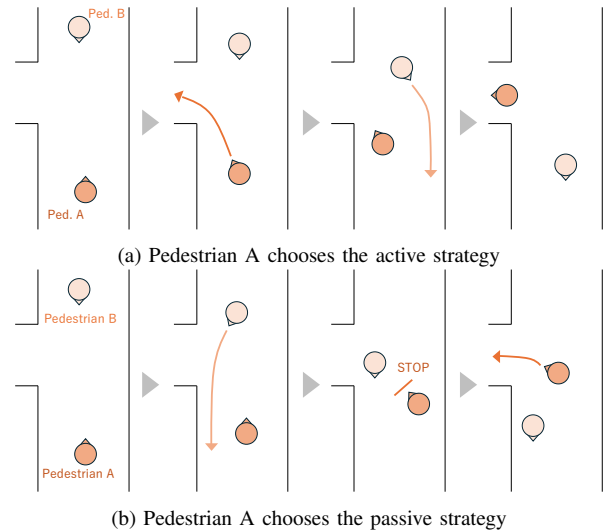 Ped. B
Ped. A
(a) Pedestrian A chooses the active strategy
Pedestrian B
STOP
Pedestrian A
(b) Pedestrian A chooses the passive strategy